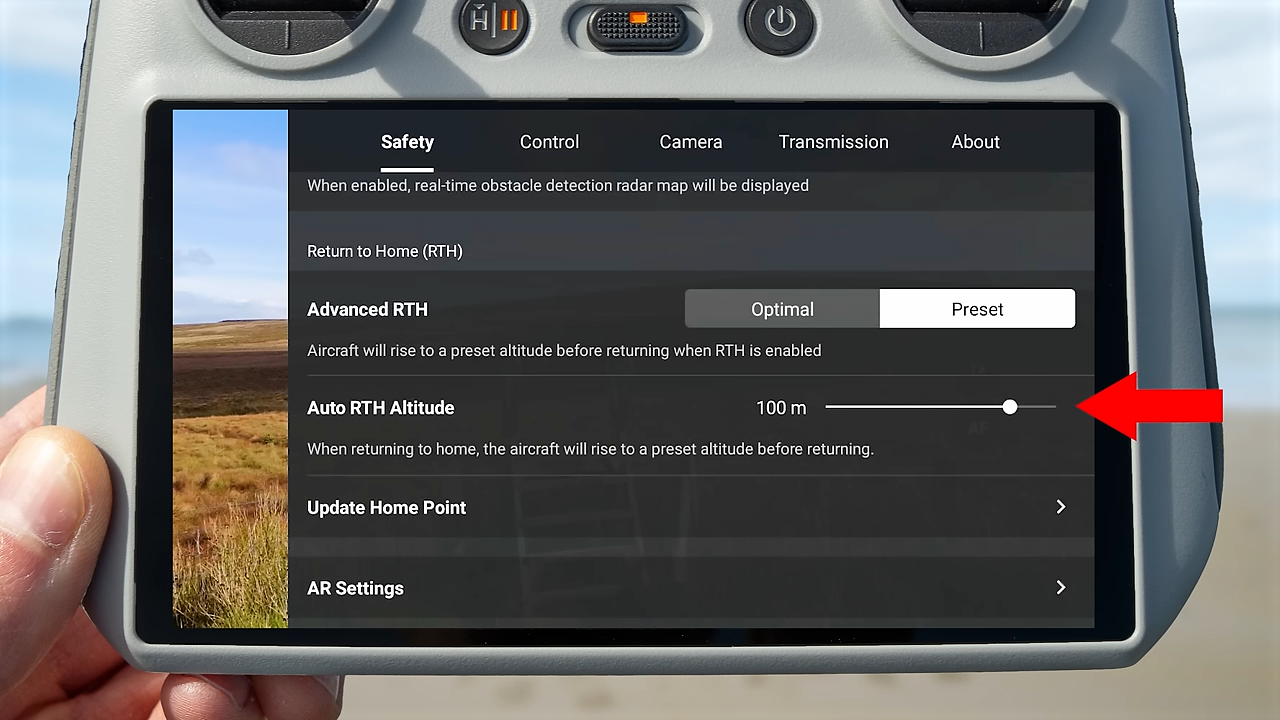 H
Safety Control Camera Transmission About
When enabled, real-time obstacle detection radar map will be displayed
Return to Home (RTH)
Advanced RTH Optimal Preset
Aircraft will rise to a preset altitude before returning when RTH is enabled
Auto RTH Altitude 100 m
When returning to home, the aircraft will rise to a preset altitude before returning.
Update Home Point
AR Settings